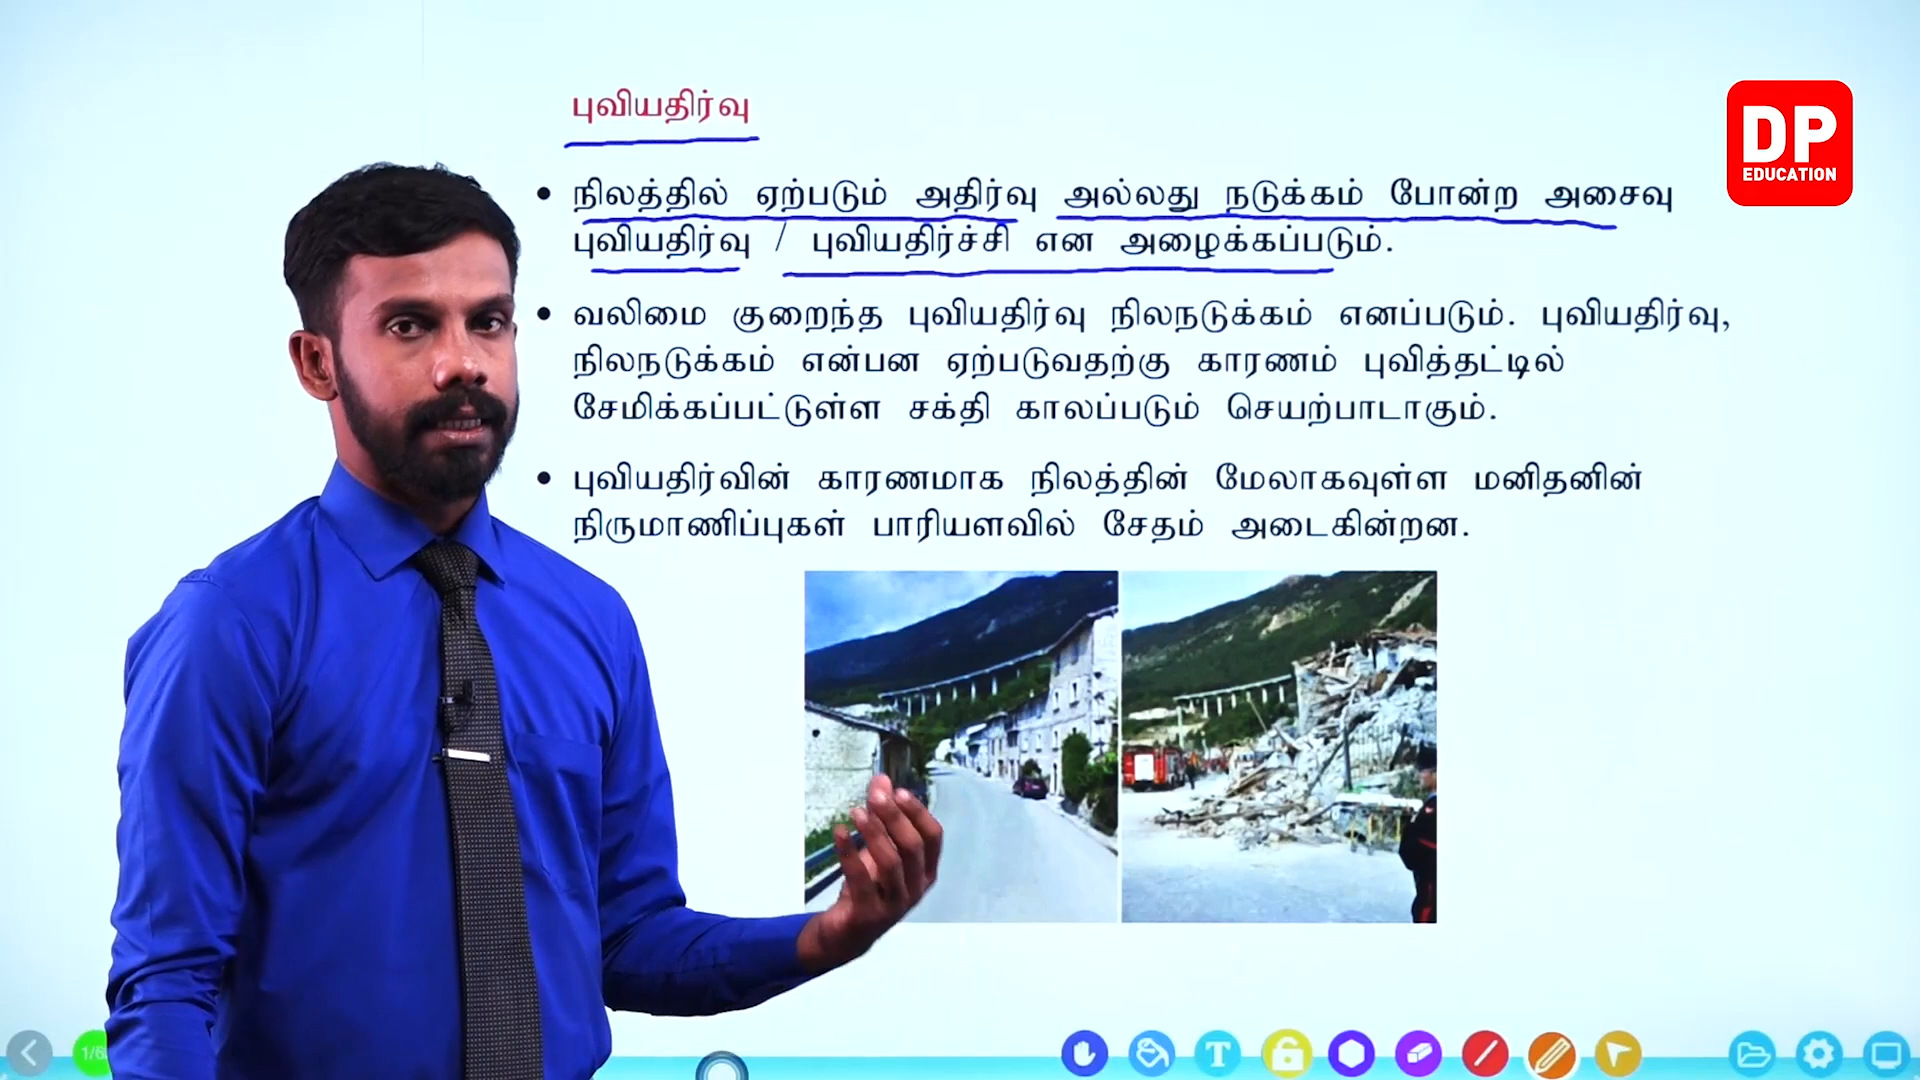 புவியதிர்வு
DP
EDUCATION
• நிலத்தில் ஏற்படும் அதிர்வு அல்லது நடுக்கம் போன்ற அசைவு
புவியதிர்வு / புவியதிர்ச்சி என அழைக்கப்படும்.
• வலிமை குறைந்த புவியதிர்வு நிலநடுக்கம் எனப்படும். புவியதிர்வு,
நிலநடுக்கம் என்பன ஏற்படுவதற்கு காரணம் புவித்தட்டில்
சேமிக்கப்பட்டுள்ள சக்தி காலப்படும் செயற்பாடாகும்.
• புவியதிர்வின் காரணமாக நிலத்தின் மேலாகவுள்ள மனிதனின்
நிருமாணிப்புகள் பாரியளவில் சேதம் அடைகின்றன.